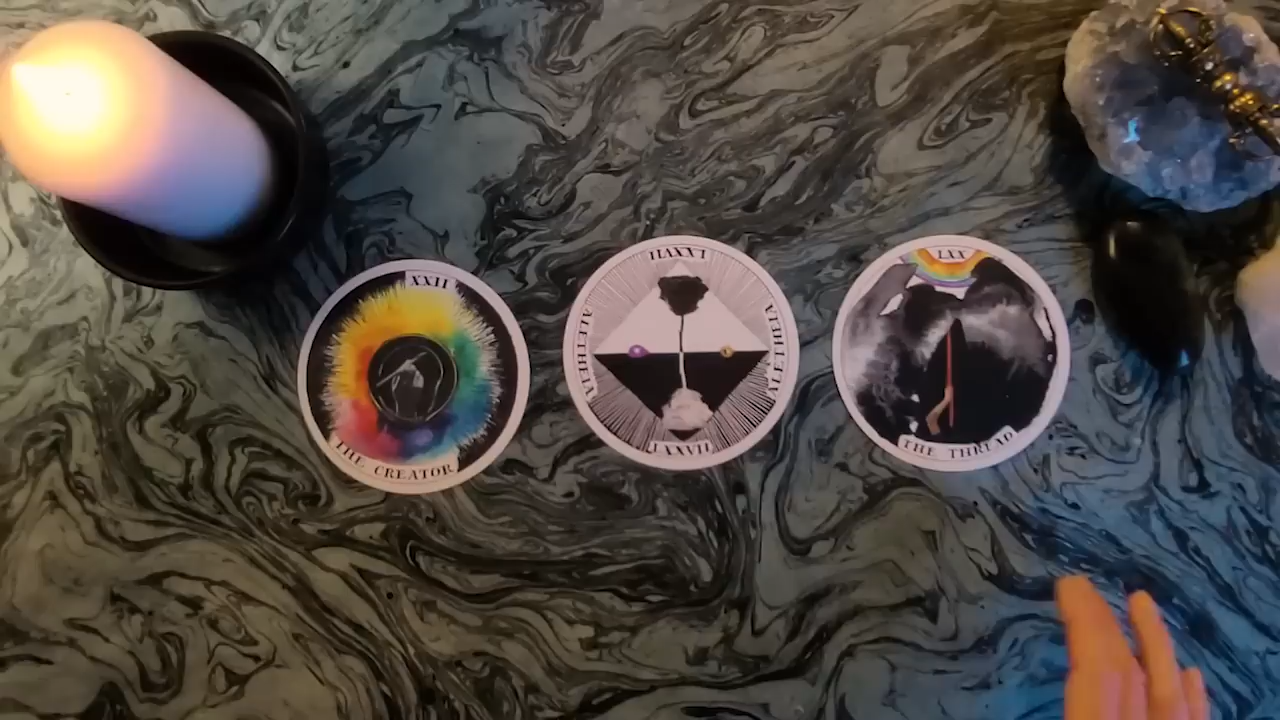 XXII
THE CREATOR
LXXVII
ALETHEIA
ALETHEIA
LXXVII
LXX
THE THREAD